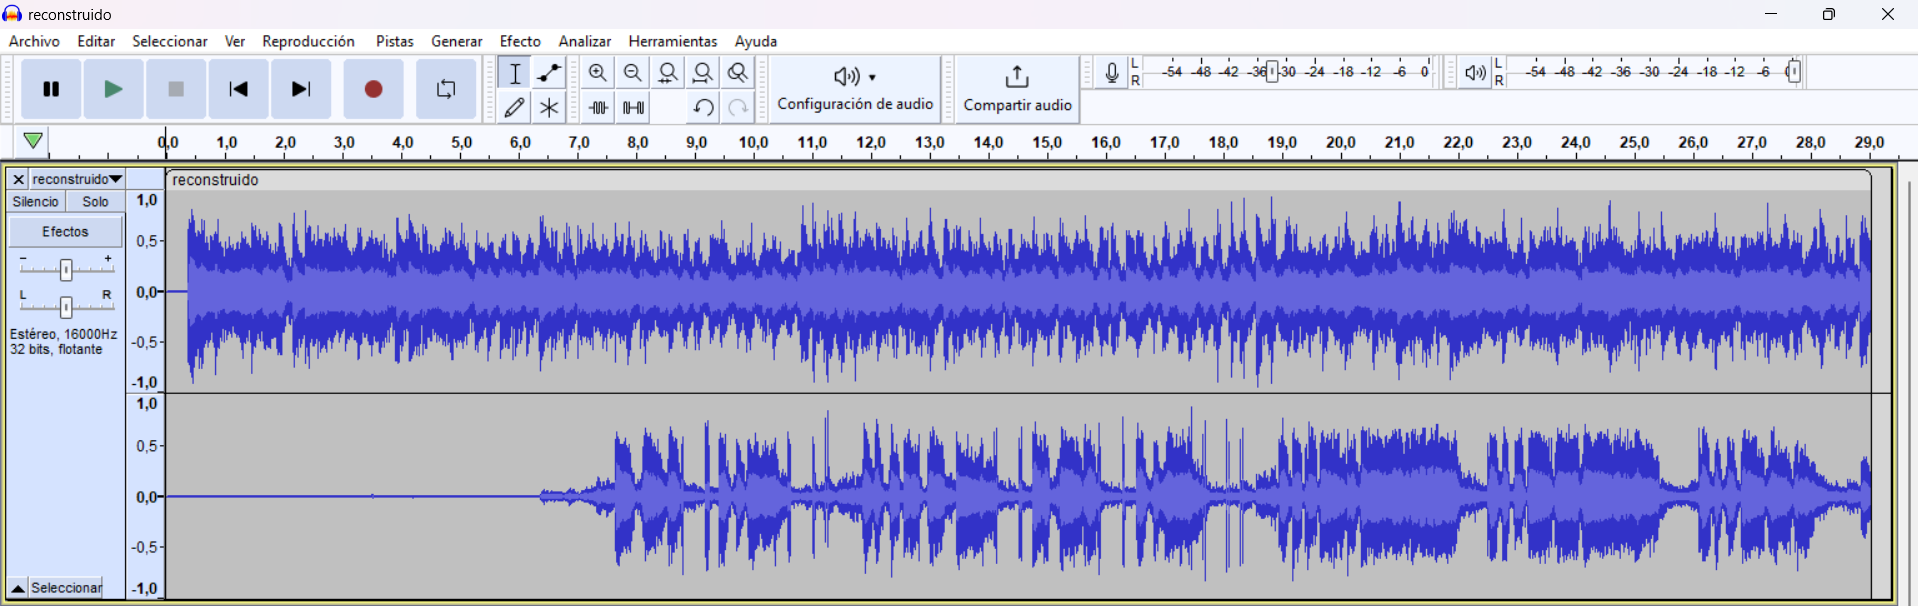 reconstruido
Archivo Editar Seleccionar Ver Reproducción Pistas Generar Efecto Analizar Herramientas Ayuda
Configuración de audio
Compartir audio
L
R
-54 -48 -42 -36 -30 -24 -18 -12 -6 0
L
R
-54 -48 -42 -36 -30 -24 -18 -12 -6
0,0 1,0 2,0 3,0 4,0 5,0 6,0 7,0 8,0 9,0 10,0 11,0 12,0 13,0 14,0 15,0 16,0 17,0 18,0 19,0 20,0 21,0 22,0 23,0 24,0 25,0 26,0 27,0 28,0 29,0
reconstruido
Silencio Solo
Efectos
- +
L R
Estéreo, 16000Hz
32 bits, flotante
Seleccionar
reconstruido
1,0
0,5-
0,0-
-0,5-
-1,0
1,0
0,5-
0,0-
-0,5-
-1,0